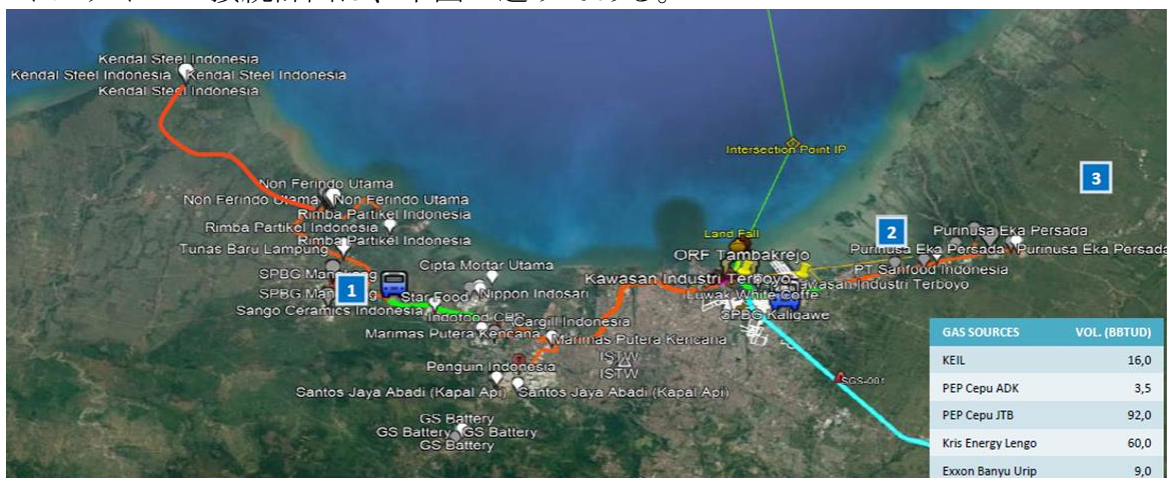 Kendal Steel Indonesia
Kendal Steel Indonesia Kendal Steel Indonesia
Kendal Steel Indonesia
Intersection Point IP
3
Non Ferindo Utama
Non Ferindo Utama Non Ferindo Utama
Rimba Partikel Indonesia
Rimba Partikel Indonesia
Rimba Partikel Indonesia
Tunas Baru Lampung
Land Fall
2
Purinusa Eka Persada
Purinusa Eka Persada Purinusa Eka Persada
ORF Tambakrejo
PT Sanfood Indonesia
Cipta Mortar Utama
Kawasan Industri Terboyo
Kawasan Industri Terboyo
1
Star Food
Nippon Indosari
Luwak White Coffe
Sango Ceramics Indonesia
Indofood CBP
SPBG Kaligawe
Cargill Indonesia
Marimas Putera Kencana
Marimas Putera Kencana
ISTW
ISTW
Penguin Indonesia
SGS-001
Santos Jaya Abadi (Kapal Api) Santos Jaya Abadi (Kapal Api)
GS Battery
GS Battery GS Battery
GS Battery
GAS SOURCES VOL. (BBTUD)
KEIL 16,0
PEP Cepu ADK 3,5
PEP Cepu JTB 92,0
Kris Energy Lengo 60,0
Exxon Banyu Urip 9,0